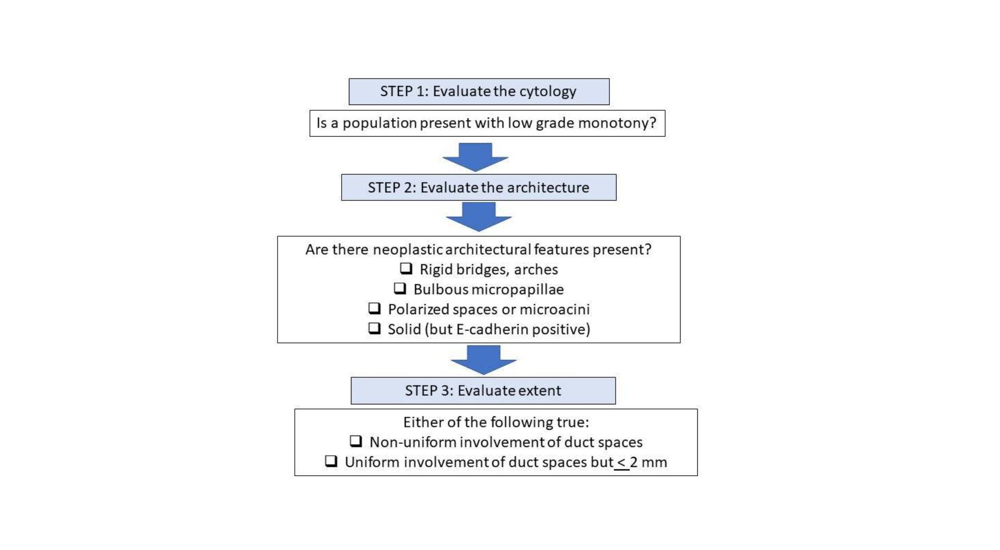 STEP 1: Evaluate the cytology
Is a population present with low grade monotony?
STEP 2: Evaluate the architecture
Are there neoplastic architectural features present?
❑ Rigid bridges, arches
❑ Bulbous micropapillae
❑ Polarized spaces or microacini
❑ Solid (but E-cadherin positive)
STEP 3: Evaluate extent
Either of the following true:
❑ Non-uniform involvement of duct spaces
❑ Uniform involvement of duct spaces but < 2 mm